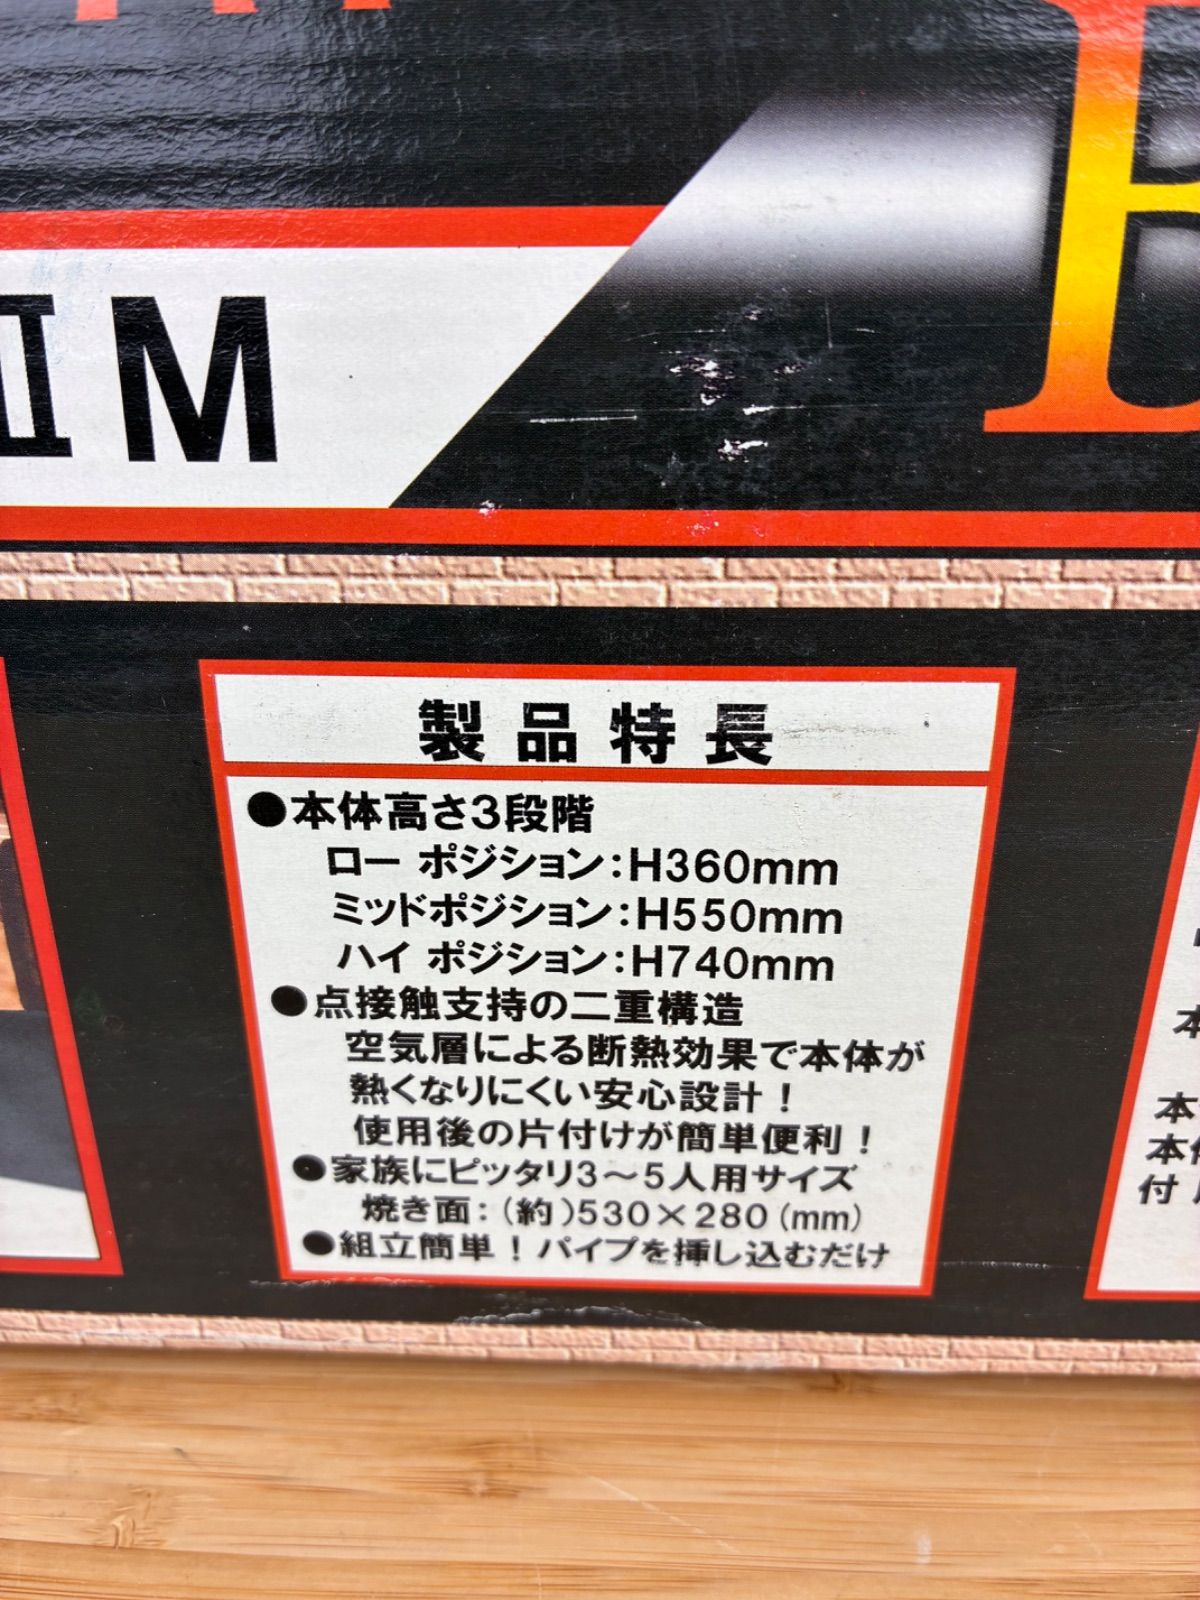 II M
製品特長
●本体高さ3段階
ロー ポジション:H360mm
ミッドポジション:H550mm
ハイ ポジション:H740mm
●点接触支持の二重構造
空気層による断熱効果で本体が
熱くなりにくい安心設計！
使用後の片付けが簡単便利！
●家族にピッタリ3～5人用サイズ
焼き面：(約)530×280(mm)
●組立簡単！パイプを挿し込むだけ
本
本
本体
付